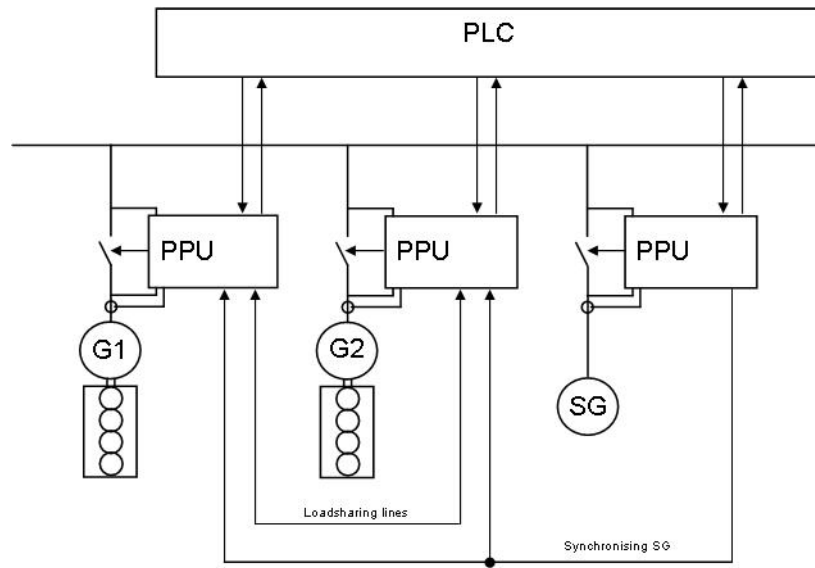 PLC
PPU
PPU
PPU
G1
G2
SG
Loadsharing lines
Synchronising SG